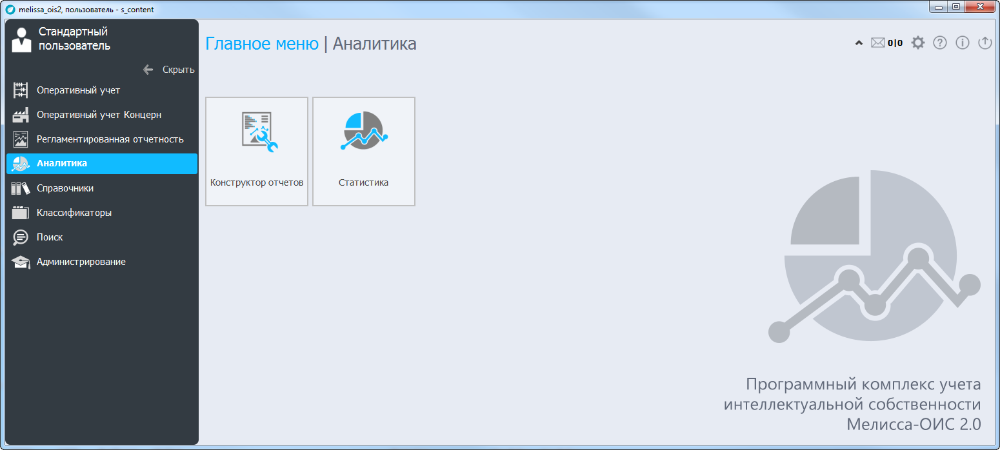 melissa_ois2, пользователь - s_content
Стандартный
пользователь
Скрыть
Оперативный учет
Оперативный учет Концерн
Регламентированная отчетность
Аналитика
Справочники
Классификаторы
Поиск
Администрирование
Главное меню | Аналитика
0|0
Конструктор отчетов
Статистика
Программный комплекс учета
интеллектуальной собственности
Мелисса-ОИС 2.0